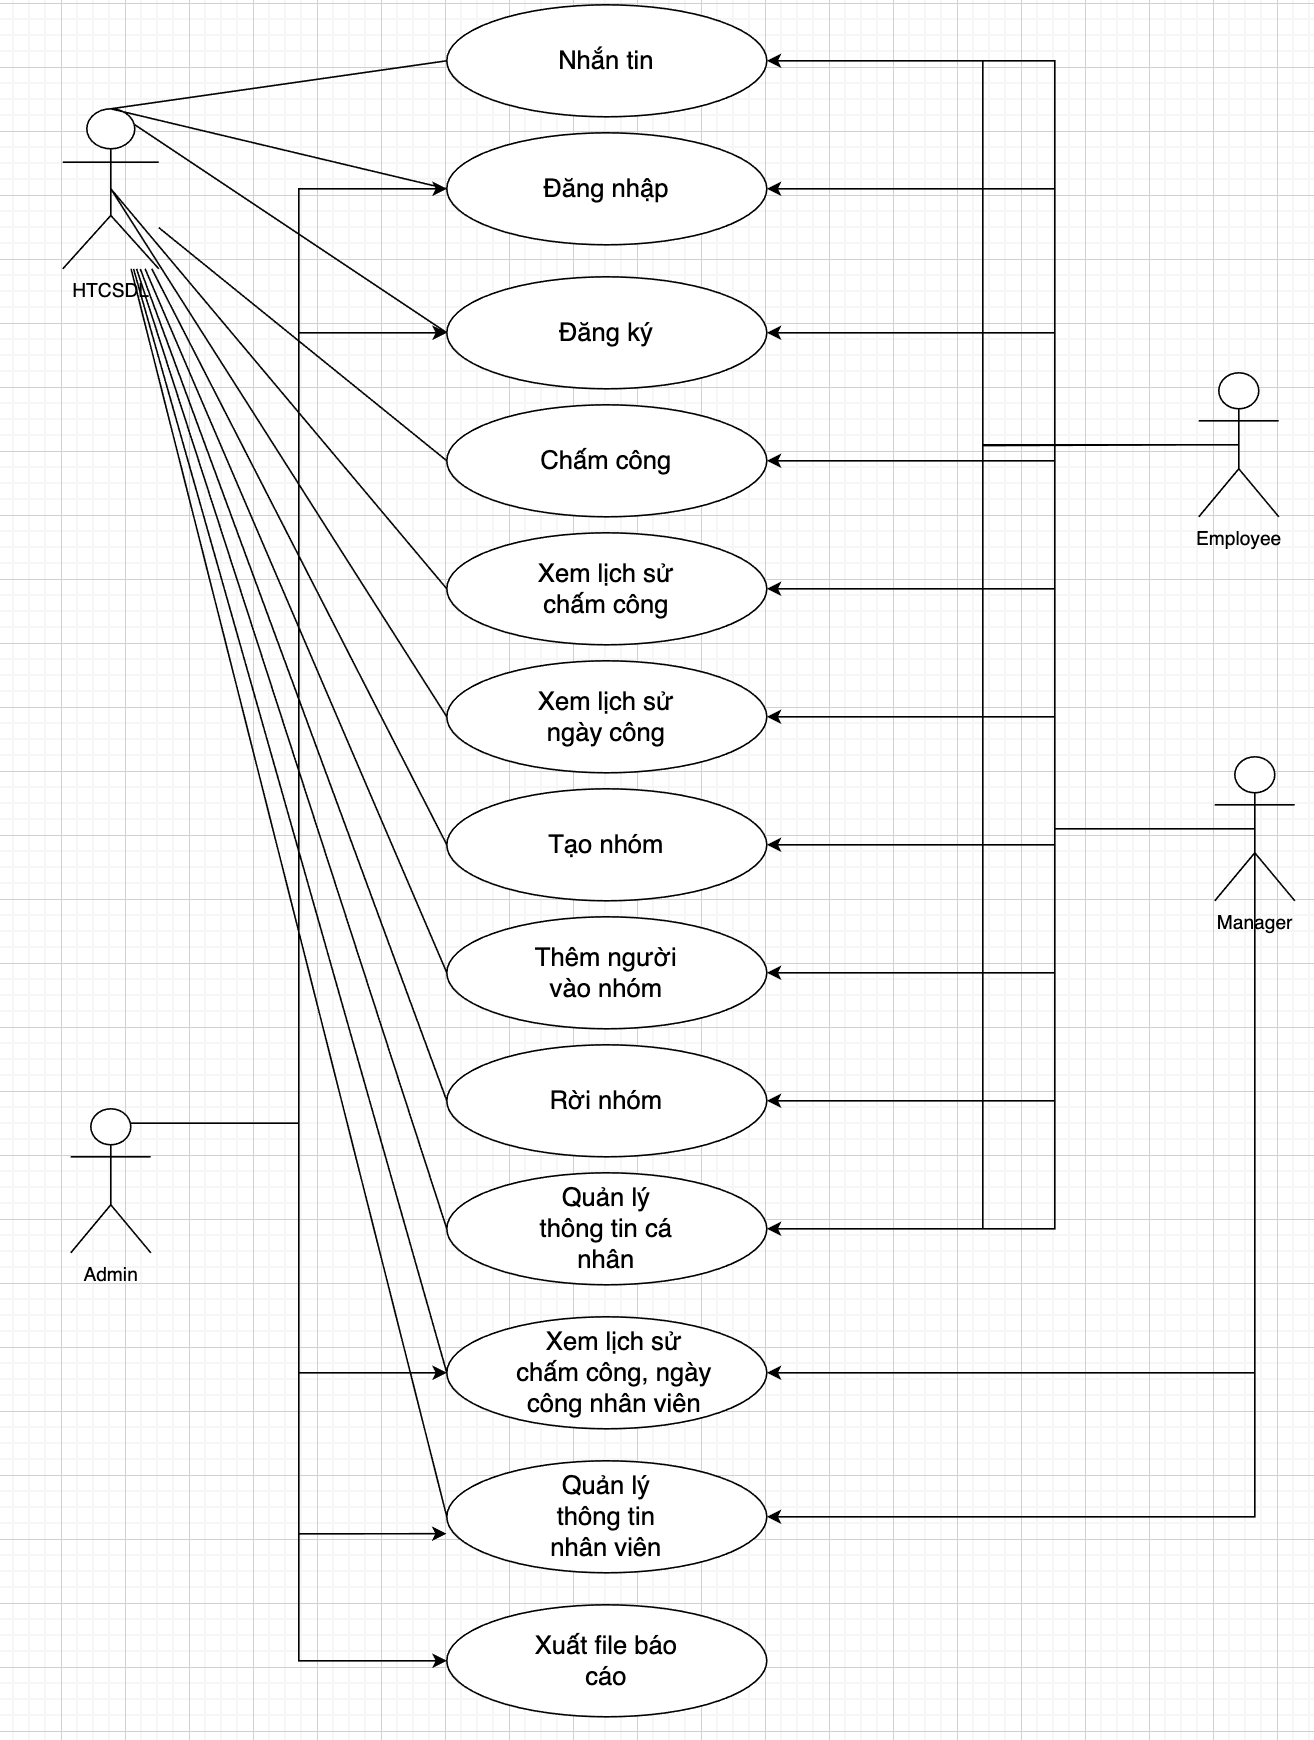 Nhắn tin
Đăng nhập
HTCSDL
Đăng ký
Chấm công
Employee
Xem lịch sử
chấm công
Xem lịch sử
ngày công
Tạo nhóm
Manager
Thêm người
vào nhóm
Rời nhóm
Quản lý
thông tin cá
nhân
Admin
Xem lịch sử
chấm công, ngày
công nhân viên
Quản lý
thông tin
nhân viên
Xuất file báo
cáo